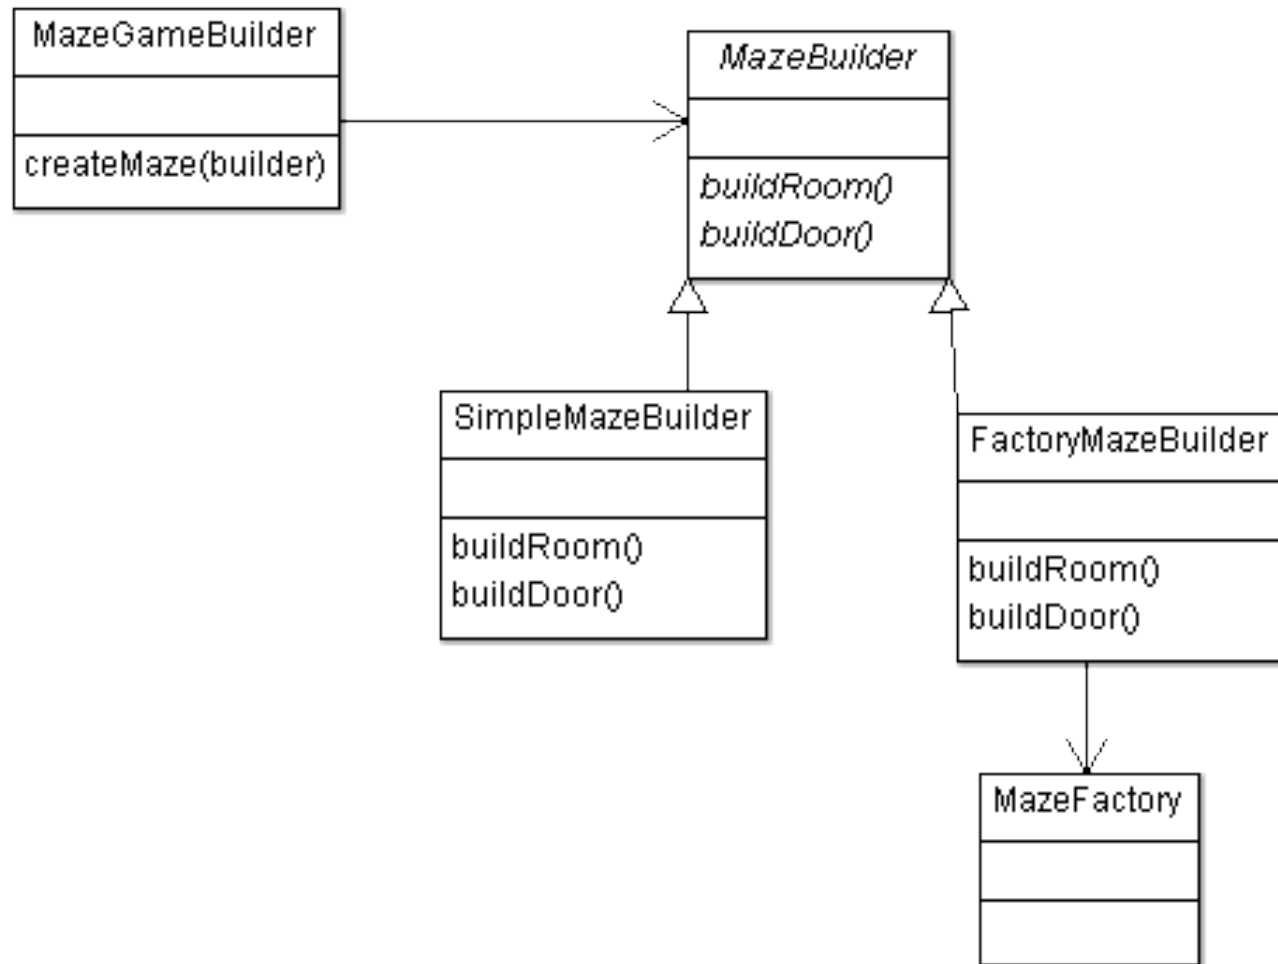 MazeGameBuilder
createMaze(builder)
MazeBuilder
buildRoom()
buildDoor()
SimpleMazeBuilder
buildRoom()
buildDoor()
FactoryMazeBuilder
buildRoom()
buildDoor()
MazeFactory